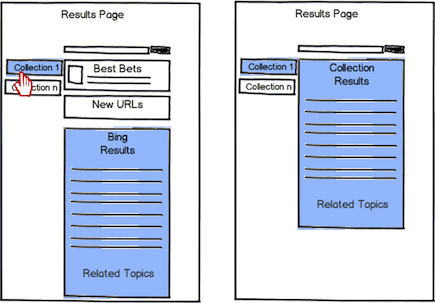 Results Page
Collection 1
Collection n
Best Bets
New URLs
Bing
Results
Related Topics
Results Page
Collection 1
Collection n
Collection
Results
Related Topics